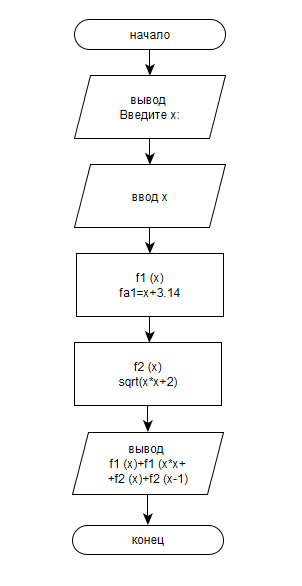 начало
вывод
Введите x:
ввод x
f1 (x)
fa1=x+3.14
f2 (x)
sqrt(x*x+2)
вывод
f1 (x)+f1 (x*x+
+f2 (x)+f2 (x-1)
конец